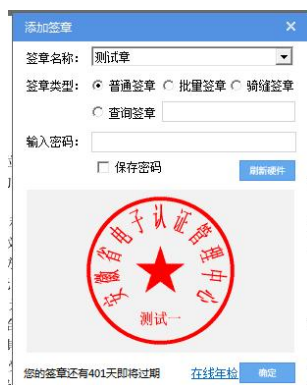 添加签章
签章名称： 测试章
签章类型： 普通签章 批量签章 骑缝签章
查询签章
输入密码：
保存密码 刷新硬件
安徽省电子认证管理中心
测试一
您的签章还有401天即将过期 在线年检 确定